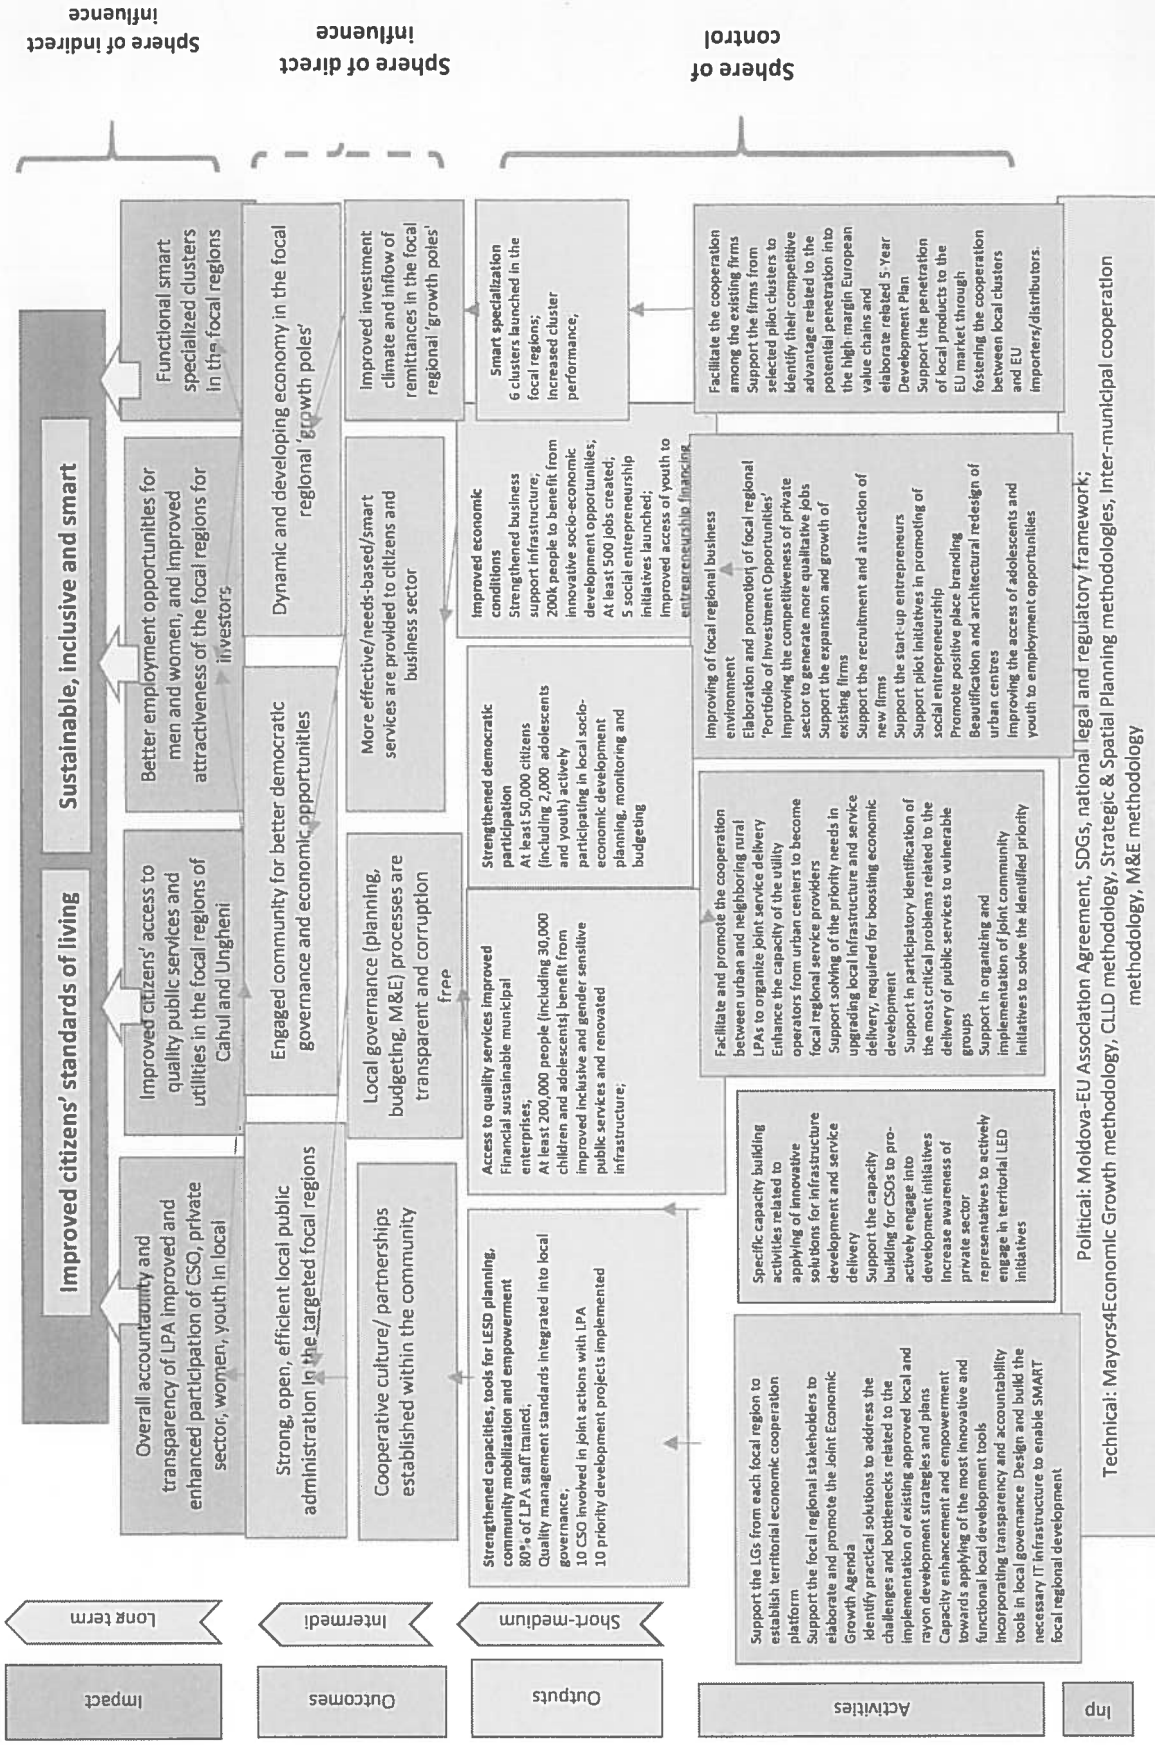 Improved citizens' standards of living
Sustainable, inclusive and smart
Impact
Long term
Overall accountability and
transparency of LPA improved and
enhanced participation of CSO, private
sector, women, youth in local
Improved citizens' access to
quality public services and
utilities in the focal regions of
Cahul and Ungheni
Better employment opportunities for
men and women, and improved
attractiveness of the focal regions for
investors
Functional smart
specialized clusters
in the focal regions
Sphere of indirect
influence
Outcomes
Intermedi
Strong, open, efficient local public
administration in the targeted focal regions
Engaged community for better democratic
governance and economic opportunities
Dynamic and developing economy in the focal
regional 'growth poles'
Cooperative culture/ partnerships
established within the community
Local governance (planning,
budgeting, M&E) processes are
transparent and corruption
free
More effective/needs-based/smart
services are provided to citizens and
business sector
Improved investment
climate and inflow of
remittances in the focal
regional 'growth poles'
Sphere of direct
influence
Outputs
Short-medium
Strengthened capacities, tools for LESD planning,
community mobilization and empowerment
80% of LPA staff trained;
Quality management standards integrated into local
governance;
10 CSO involved in joint actions with LPA
10 priority development projects implemented
Access to quality services improved
Financial sustainable municipal
enterprises;
At least 200,000 people (including 30,000
children and adolescents) benefit from
improved inclusive and gender sensitive
public services and renovated
infrastructure;
Strengthened democratic
participation
At least 50,000 citizens
(including 2,000 adolescents
and youth) actively
participating in local socio-
economic development
planning, monitoring and
budgeting
Improved economic
conditions
Strengthened business
support infrastructure;
200k people to benefit from
innovative socio-economic
development opportunities;
At least 500 jobs created;
5 social entrepreneurship
initiatives launched;
Improved access of youth to
entrepreneurship financing
Smart specialization
6 clusters launched in the
focal regions;
Increased cluster
performance;
Sphere of
control
Activities
Support the LGs from each focal region to
establish territorial economic cooperation
platform
Support the focal regional stakeholders to
elaborate and promote the Joint Economic
Growth Agenda
Identify practical solutions to address the
challenges and bottlenecks related to the
implementation of existing approved local and
rayon development strategies and plans
Capacity enhancement and empowerment
towards applying of the most innovative and
functional local development tools
Incorporating transparency and accountability
tools in local governance Design and build the
necessary IT infrastructure to enable SMART
focal regional development
Specific capacity building
activities related to
applying of innovative
solutions for infrastructure
development and service
delivery
Support the capacity
building for CSOs to pro-
actively engage into
development initiatives
Increase awareness of
private sector
representatives to actively
engage in territorial LED
initiatives
Facilitate and promote the cooperation
between urban and neighboring rural
LPAs to organize joint service delivery
Enhance the capacity of the utility
operators from urban centers to become
focal regional service providers
Support solving of the priority needs in
upgrading local infrastructure and service
delivery, required for boosting economic
development
Support in participatory identification of
the most critical problems related to the
delivery of public services to vulnerable
groups
Support in organizing and
implementation of joint community
initiatives to solve the identified priority
Improving of focal regional business
environment
Elaboration and promotion of focal regional
'Portfolio of Investment Opportunities'
Improving the competitiveness of private
sector to generate more qualitative jobs
Support the expansion and growth of
existing firms
Support the recruitment and attraction of
new firms
Support the start-up entrepreneurs
Support pilot initiatives in promoting of
social entrepreneurship
Promote positive place branding
Beautification and architectural redesign of
urban centres
Improving the access of adolescents and
youth to employment opportunities
Facilitate the cooperation
among the existing firms
Support the firms from
selected pilot clusters to
identify their competitive
advantage related to the
potential penetration into
the high-margin European
value chains and
elaborate related 5-Year
Development Plan
Support the penetration
of local products to the
EU market through
fostering the cooperation
between local clusters
and EU
importers/distributors.
Inp
Political: Moldova-EU Association Agreement, SDGs, national legal and regulatory framework;
Technical: Mayors4Economic Growth methodology, CLLD methodology, Strategic & Spatial Planning methodologies, Inter-municipal cooperation
methodology, M&E methodology